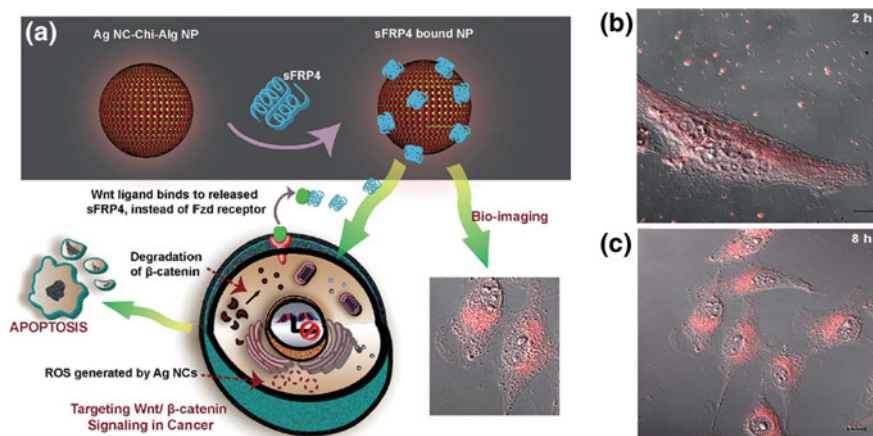 (a)
Ag NC-Chi-Alg NP
sFRP4 bound NP
sFRP4
Wnt ligand binds to released
sFRP4, instead of Fzd receptor
Bio-imaging
Degradation
of β-catenin
APOPTOSIS
ROS generated by Ag NCs
Targeting Wnt/ β-catenin
Signaling in Cancer
(b)
2 h
(c)
8 h